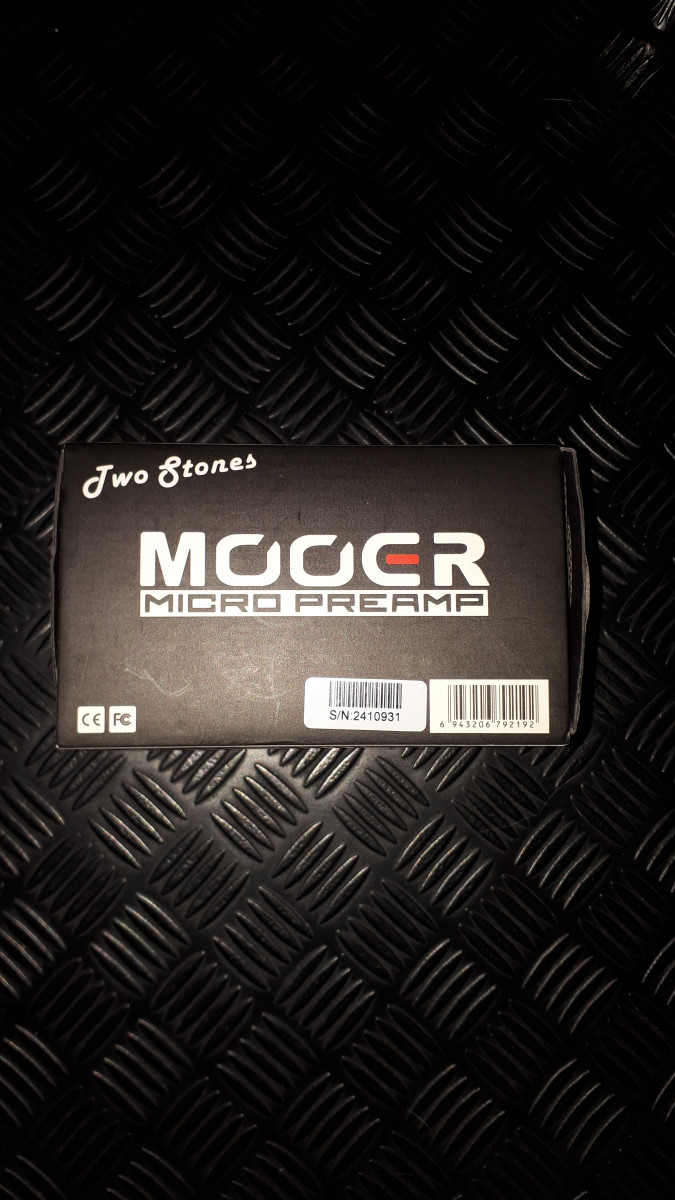 Two Stones
MOOER
MICRO PREAMP
CE FC
S/N:2410931
6 943206 792192